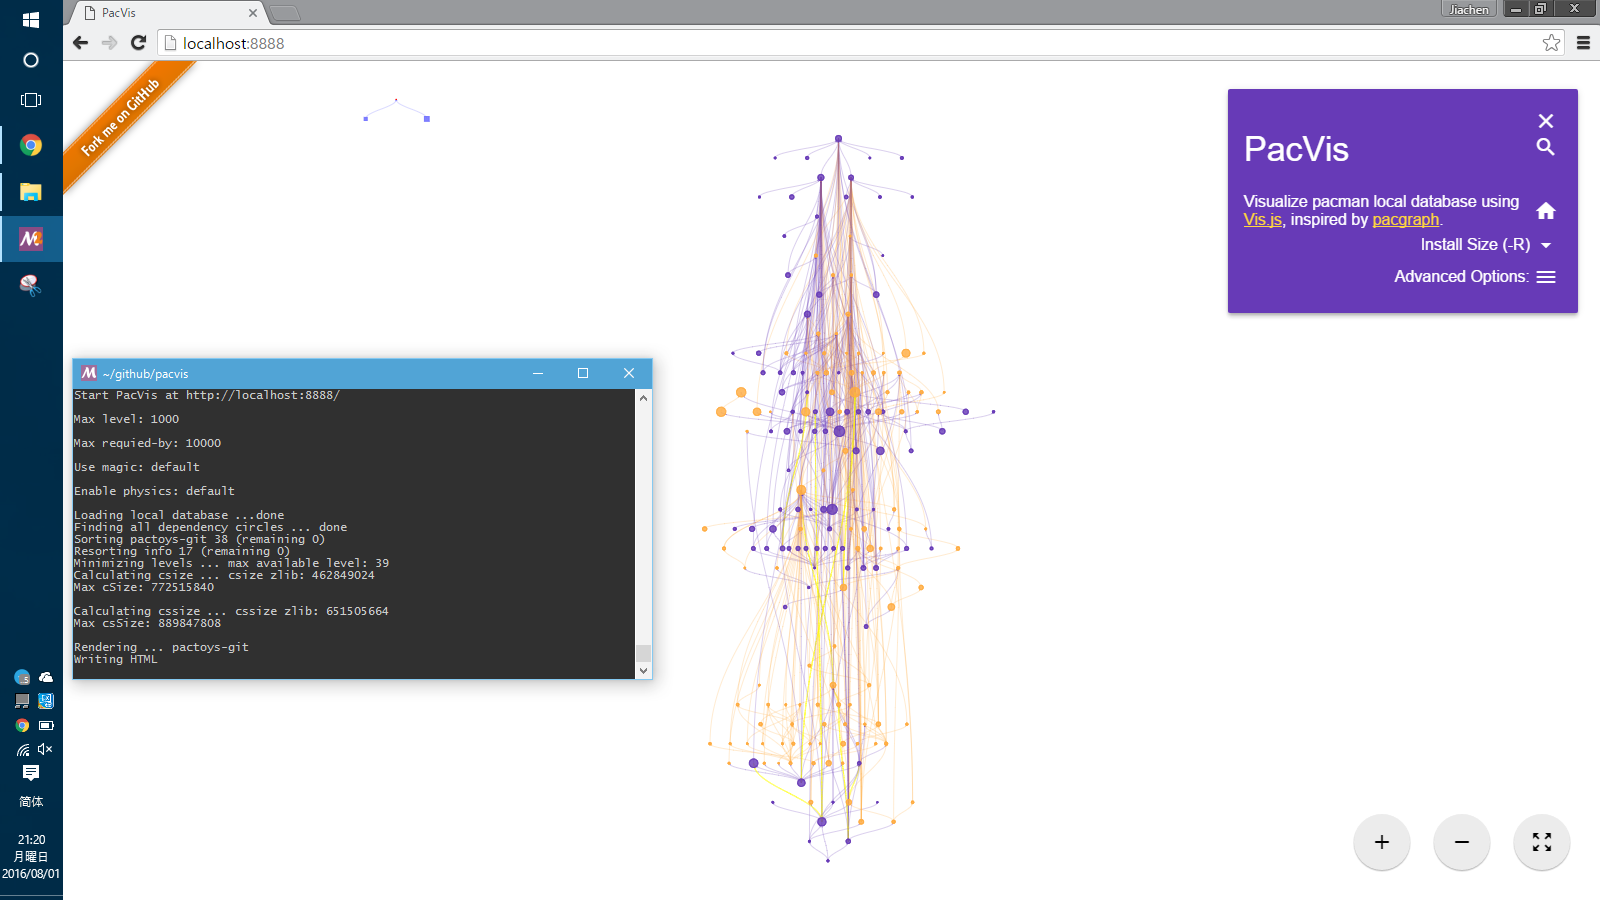 PacVis
Jiachen
localhost:8888
Fork me on GitHub
PacVis
Visualize pacman local database using
Vis.js, inspired by pacgraph.
Install Size (-R)
Advanced Options:
~/github/pacvis
Start PacVis at http://localhost:8888/
Max level: 1000
Max requied-by: 10000
Use magic: default
Enable physics: default
Loading local database ...done
Finding all dependency circles ... done
Sorting pactoys-git 38 (remaining 0)
Resorting info 17 (remaining 0)
Minimizing levels ... max available level: 39
Calculating csize ... csize zlib: 462849024
Max cSize: 772515840
Calculating cssize ... cssize zlib: 651505664
Max csSize: 889847808
Rendering ... pactoys-git
Writing HTML
简体
21:20
月曜日
2016/08/01